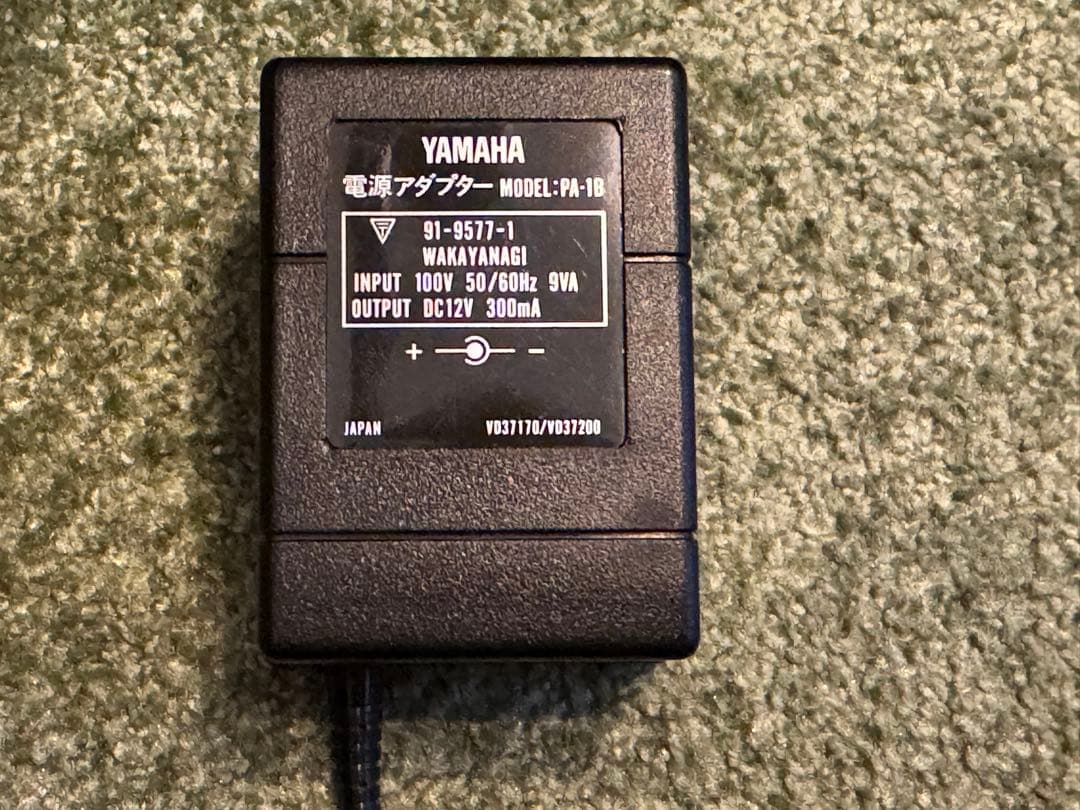 YAMAHA
電源アダプター MODEL:PA-1B
91-9577-1
WAKAYANAGI
INPUT 100V 50/60Hz 9VA
OUTPUT DC12V 300mA
+ -
JAPAN VD37170/VD37200